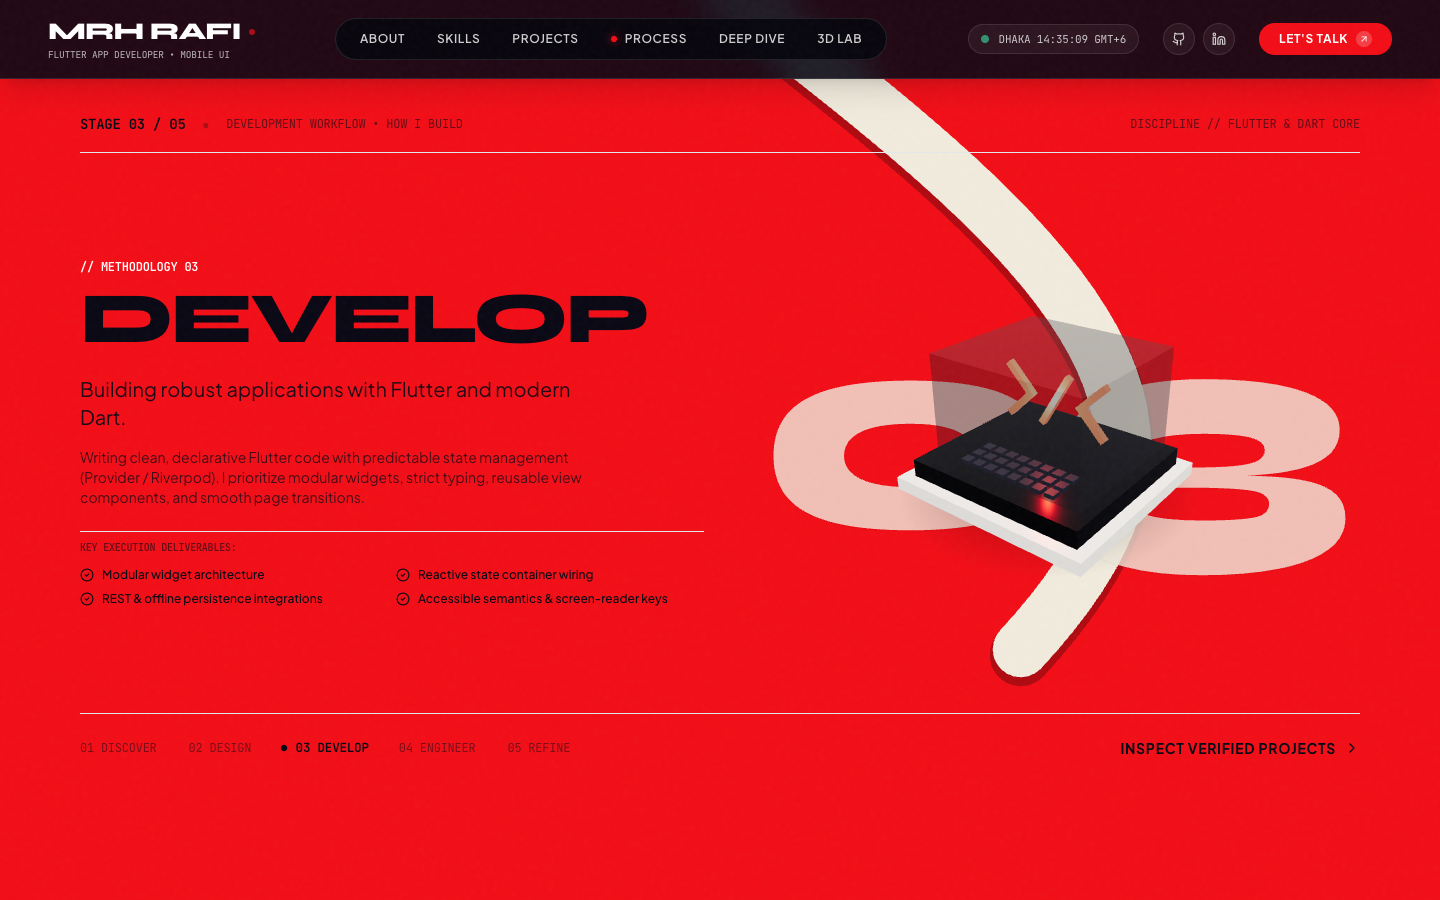 MRH RAFI
FLUTTER APP DEVELOPER • MOBILE UI
ABOUT
SKILLS
PROJECTS
PROCESS
DEEP DIVE
3D LAB
DHAKA 14:35:09 GMT+6
LET'S TALK
STAGE 03 / 05
DEVELOPMENT WORKFLOW • HOW I BUILD
DISCIPLINE // FLUTTER & DART CORE
// METHODOLOGY 03
DEVELOP
Building robust applications with Flutter and modern
Dart.
Writing clean, declarative Flutter code with predictable state management
(Provider / Riverpod). I prioritize modular widgets, strict typing, reusable view
components, and smooth page transitions.
03
KEY EXECUTION DELIVERABLES:
Modular widget architecture
Reactive state container wiring
REST & offline persistence integrations
Accessible semantics & screen-reader keys
01 DISCOVER
02 DESIGN
03 DEVELOP
04 ENGINEER
05 REFINE
INSPECT VERIFIED PROJECTS